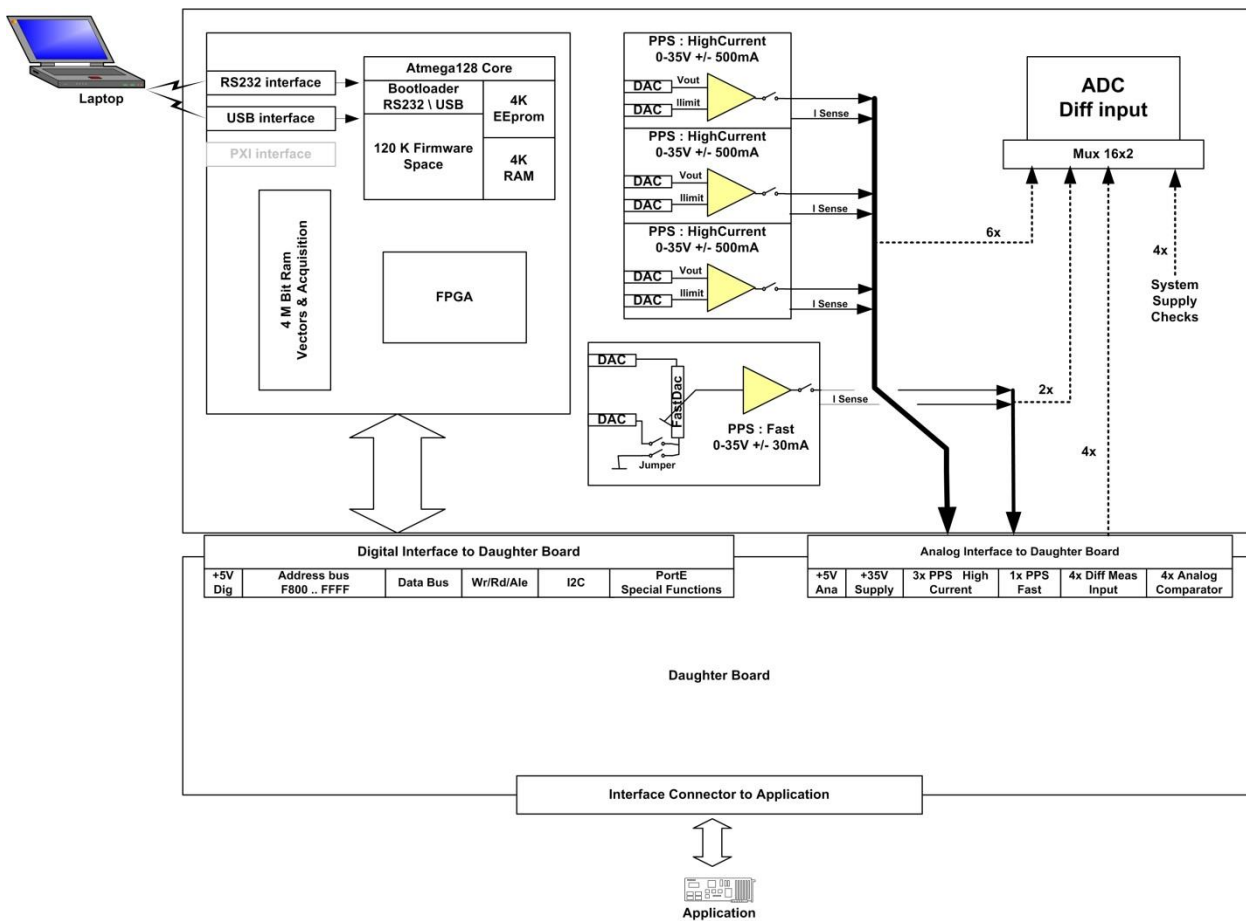 Laptop
RS232 interface
USB interface
PXI interface
Atmega128 Core
Bootloader
RS232 \ USB
4K
EEprom
120 K Firmware
Space
4K
RAM
4 M Bit Ram
Vectors & Acquisition
FPGA
PPS : HighCurrent
0-35V +/- 500mA
DAC
Vout
DAC
Ilimit
I Sense
PPS : HighCurrent
0-35V +/- 500mA
DAC
Vout
DAC
Ilimit
I Sense
PPS : HighCurrent
0-35V +/- 500mA
DAC
Vout
DAC
Ilimit
I Sense
DAC
FastDac
DAC
Jumper
I Sense
PPS : Fast
0-35V +/- 30mA
ADC
Diff input
Mux 16x2
6x
4x
System
Supply
Checks
2x
4x
Digital Interface to Daughter Board
+5V
Dig
Address bus
F800 .. FFFF
Data Bus
Wr/Rd/Ale
I2C
PortE
Special Functions
Analog Interface to Daughter Board
+5V
Ana
+35V
Supply
3x PPS High
Current
1x PPS
Fast
4x Diff Meas
Input
4x Analog
Comparator
Daughter Board
Interface Connector to Application
Application